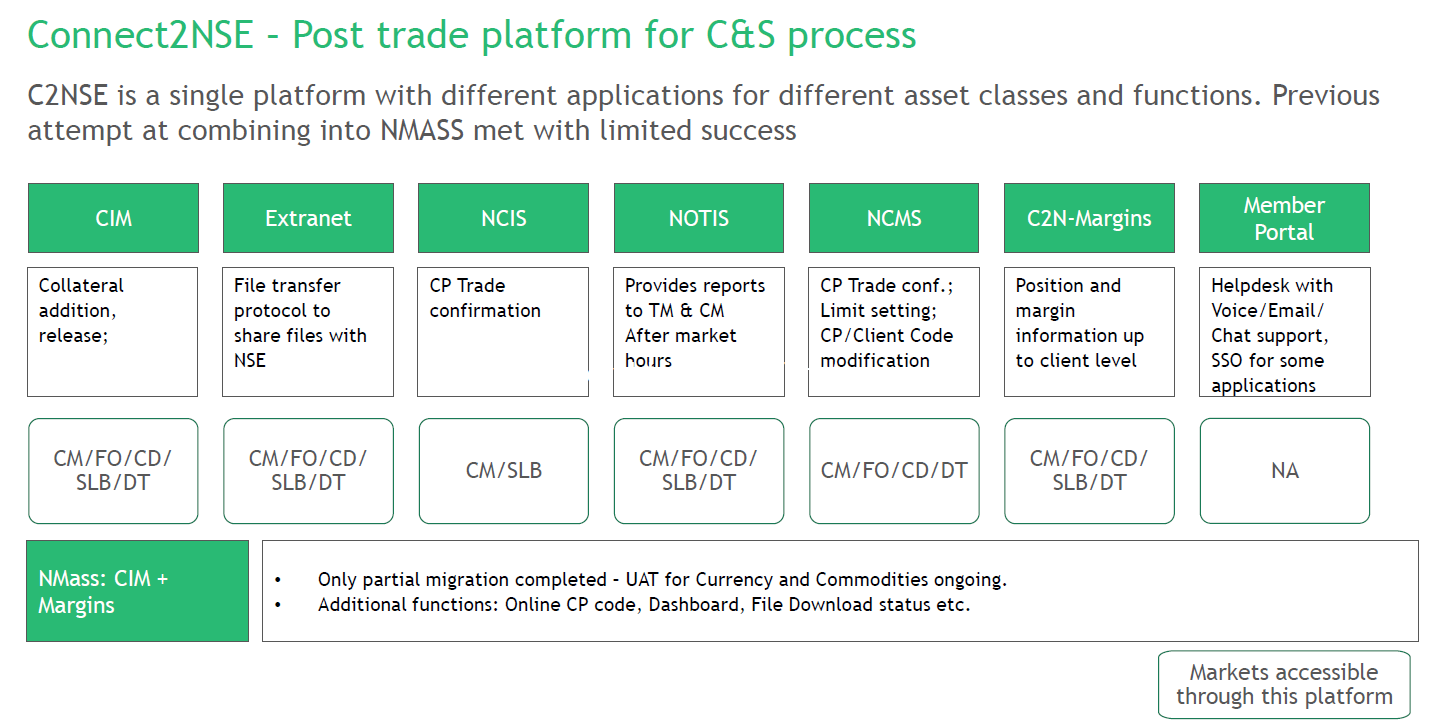 Connect2NSE – Post trade platform for C&S process
C2NSE is a single platform with different applications for different asset classes and functions. Previous
attempt at combining into NMASS met with limited success
CIM
Extranet
NCIS
NOTIS
NCMS
C2N-Margins
Member
Portal
Collateral
addition,
release;
File transfer
protocol to
share files with
NSE
CP Trade
confirmation
Provides reports
to TM & CM
After market
hours
CP Trade conf.;
Limit setting;
CP/Client Code
modification
Position and
margin
information up
to client level
Helpdesk with
Voice/Email/
Chat support,
SSO for some
applications
CM/FO/CD/
SLB/DT
CM/FO/CD/
SLB/DT
CM/SLB
CM/FO/CD/
SLB/DT
CM/FO/CD/DT
CM/FO/CD/
SLB/DT
NA
NMass: CIM +
Margins
• Only partial migration completed – UAT for Currency and Commodities ongoing.
• Additional functions: Online CP code, Dashboard, File Download status etc.
Markets accessible
through this platform